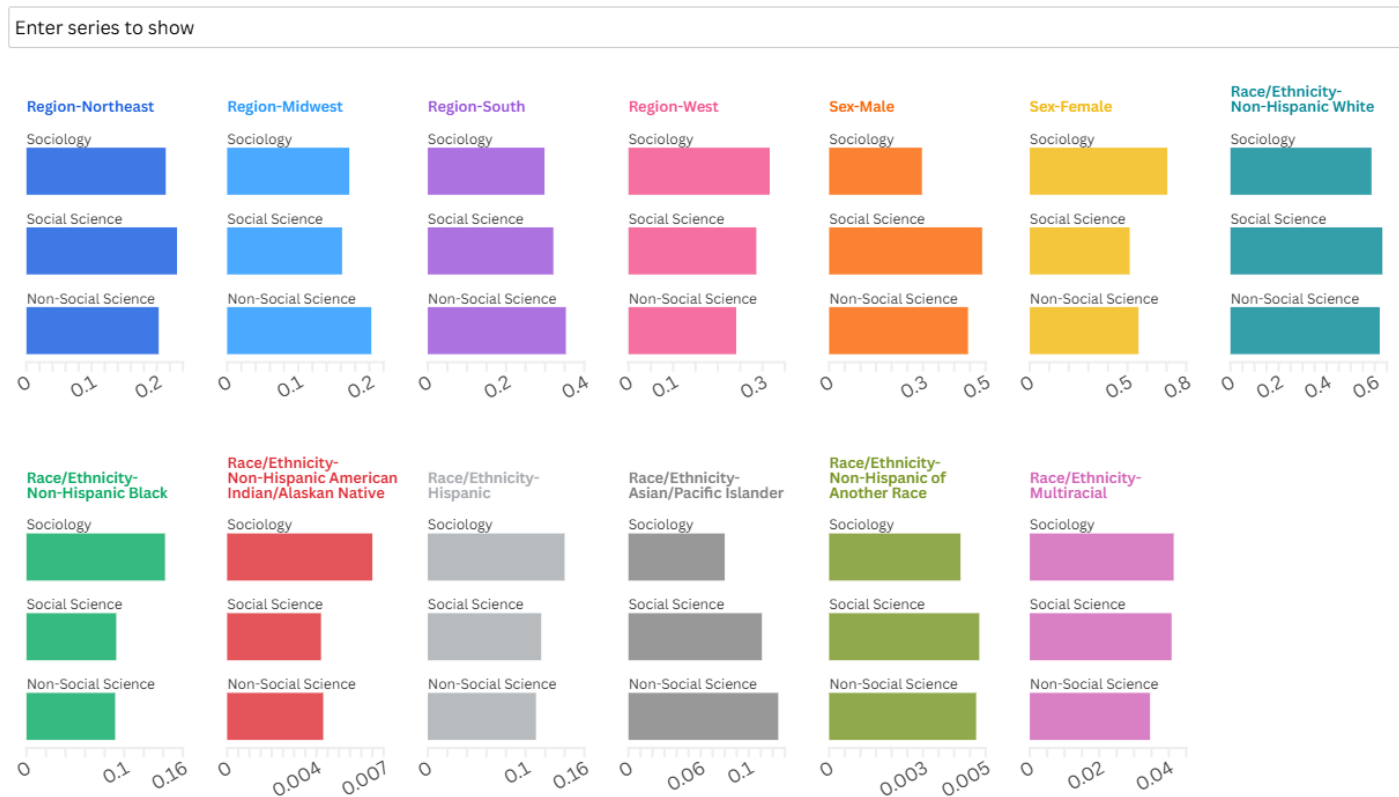 Enter series to show
Region-Northeast
Sociology
Social Science
Non-Social Science
0 0.1 0.2
Region-Midwest
Sociology
Social Science
Non-Social Science
0 0.1 0.2
Region-South
Sociology
Social Science
Non-Social Science
0 0.2 0.4
Region-West
Sociology
Social Science
Non-Social Science
0 0.1 0.3
Sex-Male
Sociology
Social Science
Non-Social Science
0 0.3 0.5
Sex-Female
Sociology
Social Science
Non-Social Science
0 0.5 0.8
Race/Ethnicity-
Non-Hispanic White
Sociology
Social Science
Non-Social Science
0 0.2 0.4 0.6
Race/Ethnicity-
Non-Hispanic Black
Sociology
Social Science
Non-Social Science
0 0.1 0.16
Race/Ethnicity-
Non-Hispanic American
Indian/Alaskan Native
Sociology
Social Science
Non-Social Science
0 0.004 0.007
Race/Ethnicity-
Hispanic
Sociology
Social Science
Non-Social Science
0 0.1 0.16
Race/Ethnicity-
Asian/Pacific Islander
Sociology
Social Science
Non-Social Science
0 0.06 0.1
Race/Ethnicity-
Non-Hispanic of
Another Race
Sociology
Social Science
Non-Social Science
0 0.003 0.005
Race/Ethnicity-
Multiracial
Sociology
Social Science
Non-Social Science
0 0.02 0.04